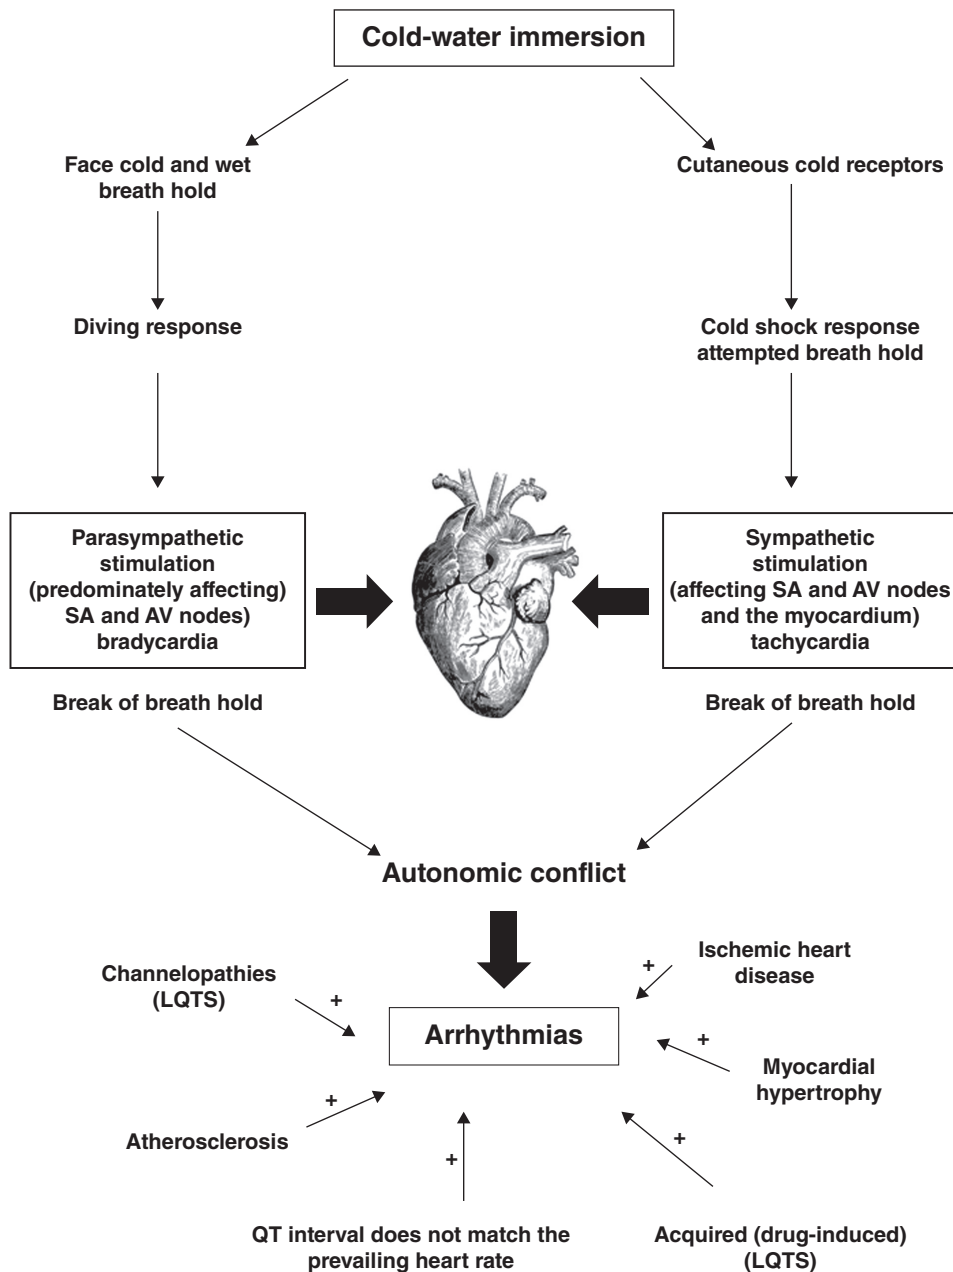 Cold-water immersion
Face cold and wet
breath hold
Cutaneous cold receptors
Diving response
Cold shock response
attempted breath hold
Parasympathetic
stimulation
(predominately affecting)
SA and AV nodes)
bradycardia
Sympathetic
stimulation
(affecting SA and AV nodes
and the myocardium)
tachycardia
Break of breath hold
Break of breath hold
Autonomic conflict
Channelopathies
(LQTS)
+
Ischemic heart
disease
+
Arrhythmias
Myocardial
hypertrophy
+
Atherosclerosis
+
QT interval does not match the
prevailing heart rate
+
Acquired (drug-induced)
(LQTS)
+